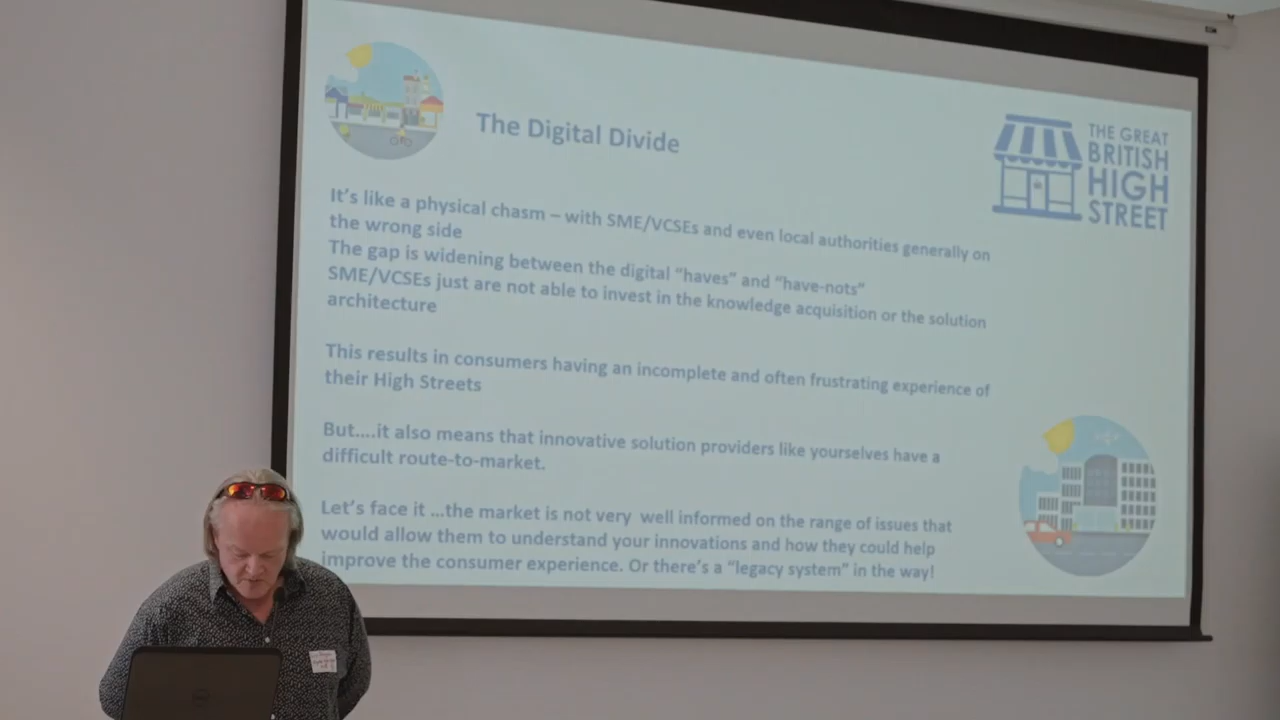 The Digital Divide
THE GREAT
BRITISH
HIGH
STREET
It's like a physical chasm – with SME/VCSEs and even local authorities generally on
the wrong side
The gap is widening between the digital "haves" and "have-nots"
SME/VCSEs just are not able to invest in the knowledge acquisition or the solution
architecture
This results in consumers having an incomplete and often frustrating experience of
their High Streets
But....it also means that innovative solution providers like yourselves have a
difficult route-to-market.
Let's face it ...the market is not very well informed on the range of issues that
would allow them to understand your innovations and how they could help
improve the consumer experience. Or there's a "legacy system" in the way!